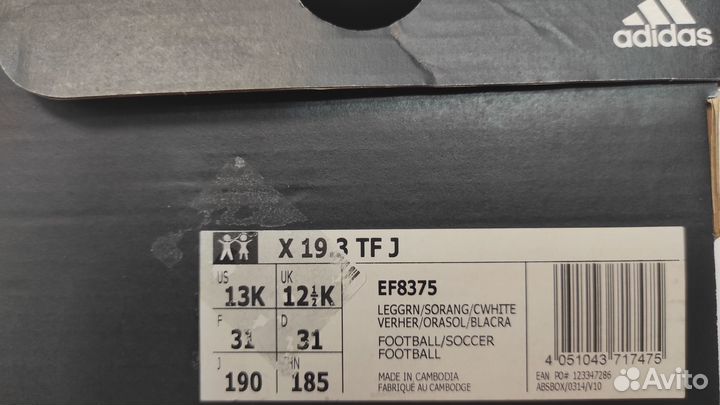 adidas
X 19.3 TF J
US UK
13K 12½K
F D
31 31
J CHN
190 185
EF8375
LEGGRN/SORANG/CWHITE
VERHER/ORASOL/BLACRA
FOOTBALL/SOCCER
FOOTBALL
MADE IN CAMBODIA
FABRIQUÉ AU CAMBODGE
4 051043 717475
EAN PO# 123347286
ABSBOX/0314/V10
Avito